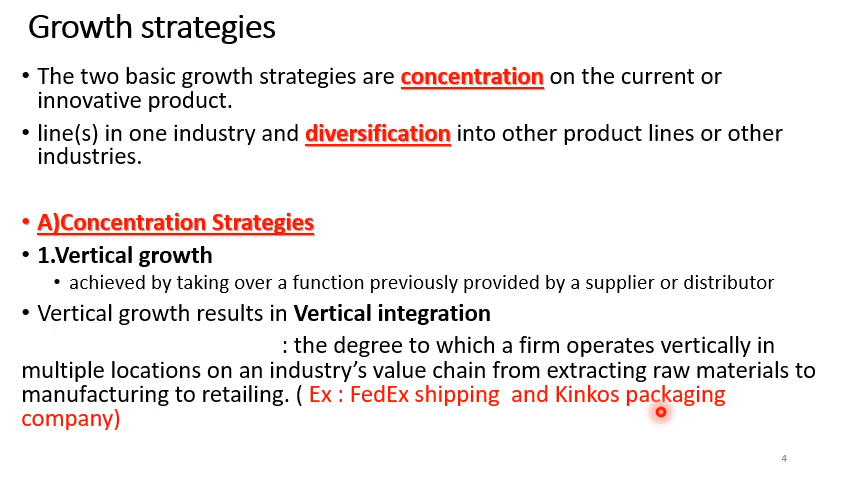 Growth strategies
• The two basic growth strategies are concentration on the current or
innovative product.
• line(s) in one industry and diversification into other product lines or other
industries.
• A)Concentration Strategies
• 1.Vertical growth
• achieved by taking over a function previously provided by a supplier or distributor
• Vertical growth results in Vertical integration
: the degree to which a firm operates vertically in
multiple locations on an industry’s value chain from extracting raw materials to
manufacturing to retailing. ( Ex : FedEx shipping  and Kinkos packaging
company)
4